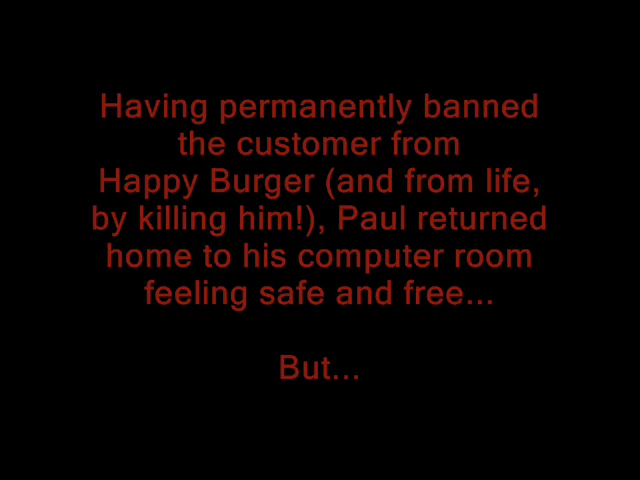 Having permanently banned
the customer from
Happy Burger (and from life,
by killing him!), Paul returned
home to his computer room
feeling safe and free...
But...